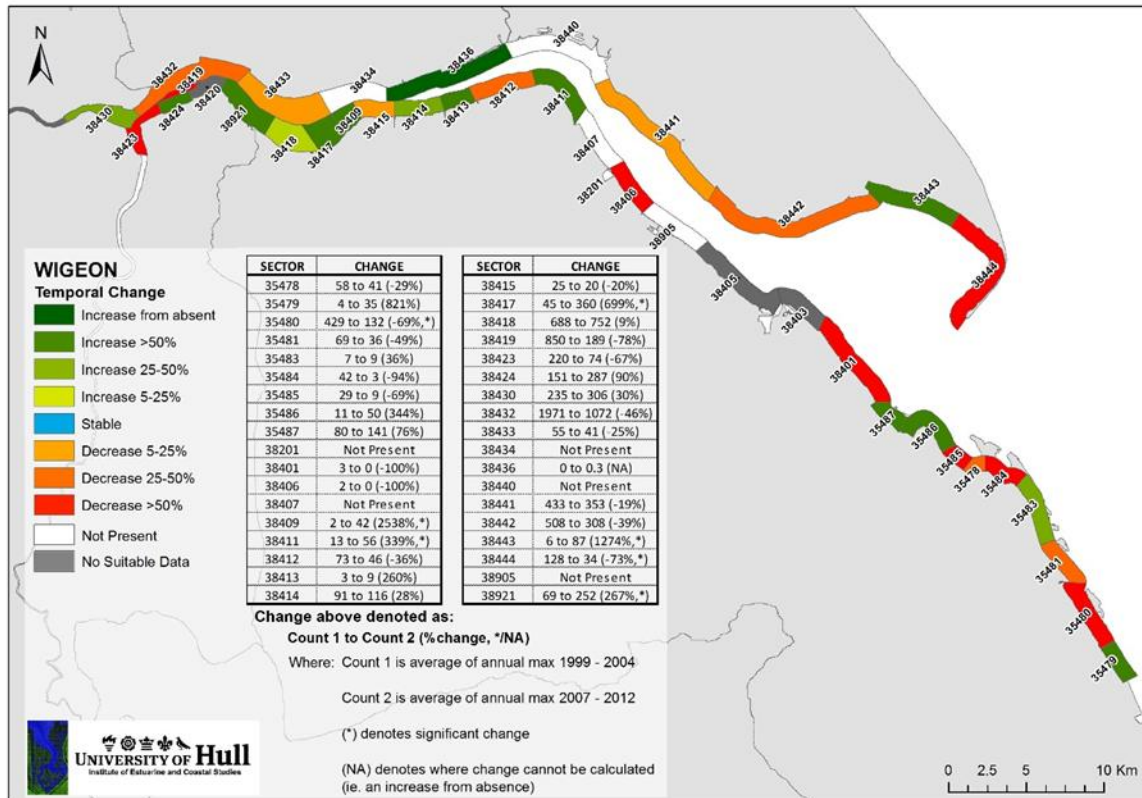 N
38440
38436
38434
38432
38419
38433
38420
38424
38430
38423
38921
38418
38417
38409
38415
38414
38413
38412
38411
38407
38441
38201
38406
38905
38442
38443
38444
38405
38403
38401
35487
35486
35485
35478
35484
35483
35481
35480
35479
WIGEON
Temporal Change
Increase from absent
Increase >50%
Increase 25-50%
Increase 5-25%
Stable
Decrease 5-25%
Decrease 25-50%
Decrease >50%
Not Present
No Suitable Data
SECTOR CHANGE
35478 58 to 41 (-29%)
35479 4 to 35 (821%)
35480 429 to 132 (-69%,*)
35481 69 to 36 (-49%)
35483 7 to 9 (36%)
35484 42 to 3 (-94%)
35485 29 to 9 (-69%)
35486 11 to 50 (344%)
35487 80 to 141 (76%)
38201 Not Present
38401 3 to 0 (-100%)
38406 2 to 0 (-100%)
38407 Not Present
38409 2 to 42 (2538%,*)
38411 13 to 56 (339%,*)
38412 73 to 46 (-36%)
38413 3 to 9 (260%)
38414 91 to 116 (28%)
SECTOR CHANGE
38415 25 to 20 (-20%)
38417 45 to 360 (699%,*)
38418 688 to 752 (9%)
38419 850 to 189 (-78%)
38423 220 to 74 (-67%)
38424 151 to 287 (90%)
38430 235 to 306 (30%)
38432 1971 to 1072 (-46%)
38433 55 to 41 (-25%)
38434 Not Present
38436 0 to 0.3 (NA)
38440 Not Present
38441 433 to 353 (-19%)
38442 508 to 308 (-39%)
38443 6 to 87 (1274%,*)
38444 128 to 34 (-73%,*)
38905 Not Present
38921 69 to 252 (267%,*)
Change above denoted as:
Count 1 to Count 2 (%change, */NA)
Where: Count 1 is average of annual max 1999 - 2004
Count 2 is average of annual max 2007 - 2012
(*) denotes significant change
(NA) denotes where change cannot be calculated
(ie. an increase from absence)
UNIVERSITY OF Hull
Institute of Estuarine and Coastal Studies
0 2.5 5 10 Km